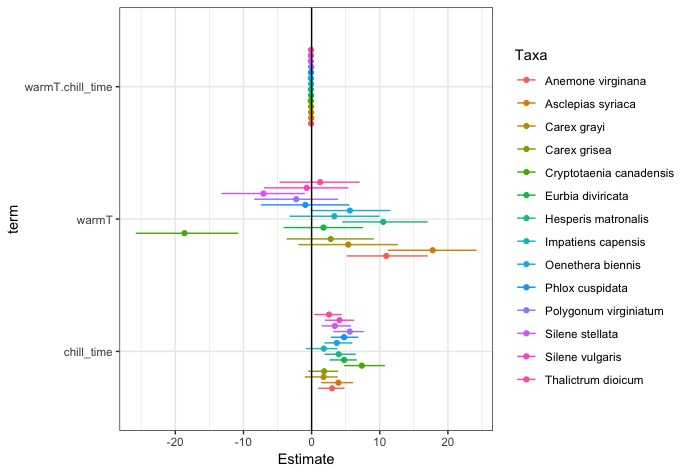 term
warmT.chill_time
warmT
chill_time
-20 -10 0 10 20
Estimate
Taxa
Anemone virginana
Asclepias syriaca
Carex grayi
Carex grisea
Cryptotaenia canadensis
Eurbia diviricata
Hesperis matronalis
Impatiens capensis
Oenethera biennis
Phlox cuspidata
Polygonum virginiatum
Silene stellata
Silene vulgaris
Thalictrum dioicum